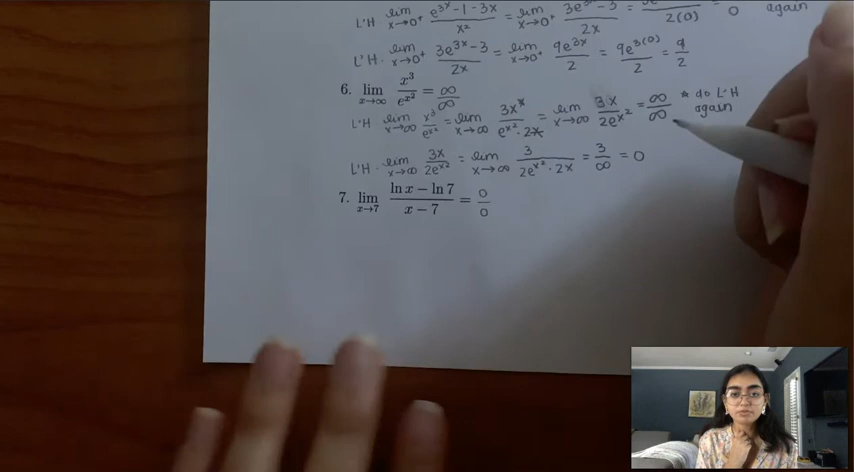 L'H lim x→0⁺ (e^{3x} - 1 - 3x)/x² = lim x→0⁺ (3e^{3x} - 3)/2x = /2(0) = /0 again
L'H · lim x→0⁺ (3e^{3x} - 3)/2x = lim x→0⁺ 9e^{3x}/2 = 9e^{3(0)}/2 = 9/2
6. lim x→∞ x³/e^{x²} = ∞/∞
L'H lim x→∞ x³/e^{x²} = lim x→∞ 3x²/(e^{x²} · 2x) = lim x→∞ 3x/2e^{x²} = ∞/∞ * do L'H again
L'H · lim x→∞ 3x/2e^{x²} = lim x→∞ 3/(2e^{x²} · 2x) = 3/∞ = 0
7. lim x→7 (ln x − ln 7)/(x − 7) = 0/0